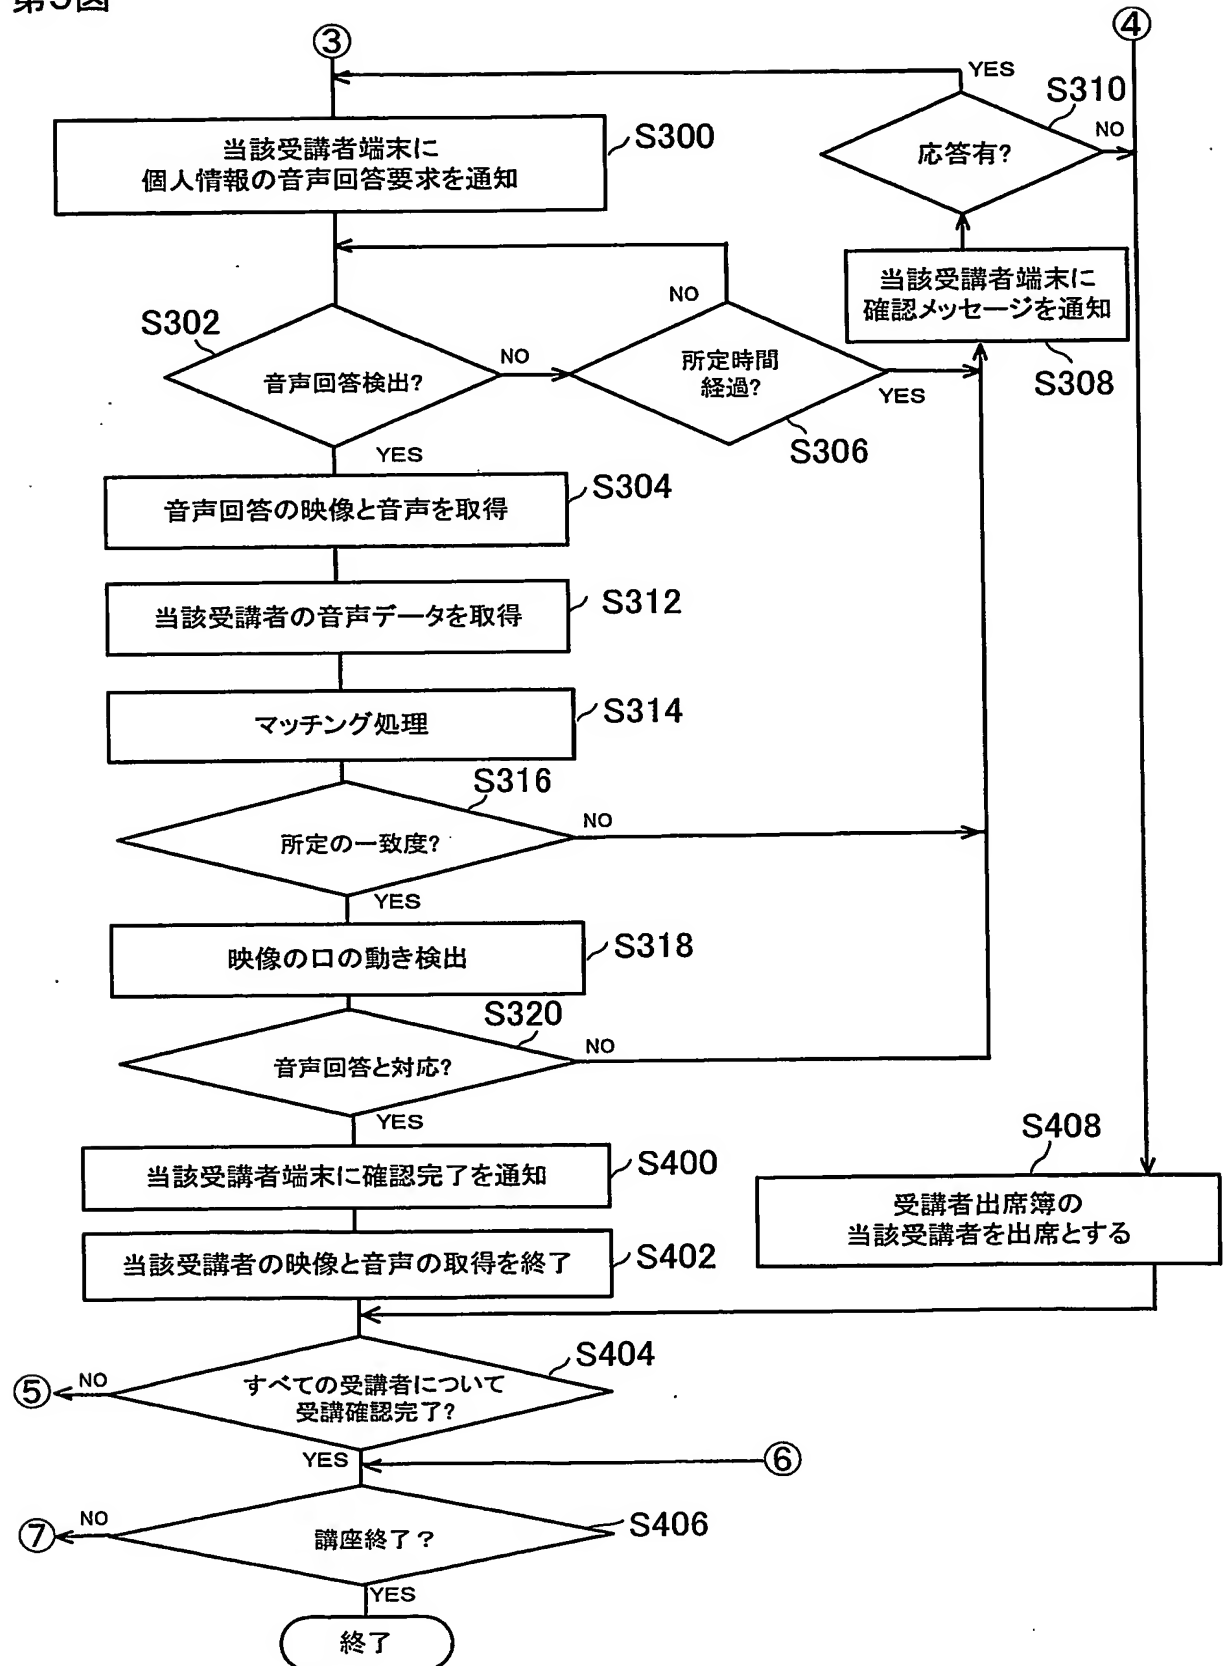 第5図
③
④
YES
S310
応答有?
NO
当該受講者端末に
個人情報の音声回答要求を通知
S300
当該受講者端末に
確認メッセージを通知
S308
NO
S302
音声回答検出?
NO
所定時間
経過?
YES
S306
YES
音声回答の映像と音声を取得
S304
当該受講者の音声データを取得
S312
マッチング処理
S314
S316
所定の一致度?
NO
YES
映像の口の動き検出
S318
S320
音声回答と対応?
NO
YES
当該受講者端末に確認完了を通知
S400
S408
受講者出席簿の
当該受講者を出席とする
当該受講者の映像と音声の取得を終了
S402
S404
すべての受講者について
受講確認完了?
NO
⑤
YES
⑥
S406
講座終了?
NO
⑦
YES
終了